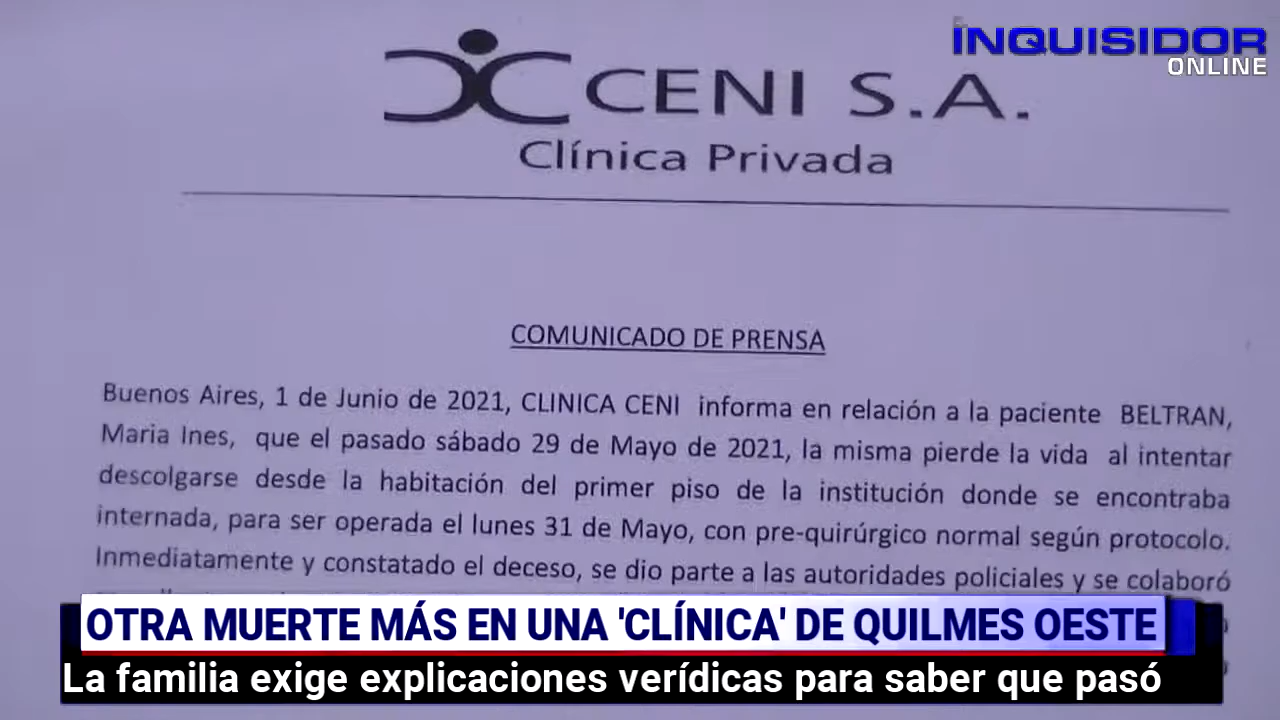 EL INQUISIDOR
ONLINE
CENI S.A.
Clínica Privada
COMUNICADO DE PRENSA
Buenos Aires, 1 de Junio de 2021, CLINICA CENI informa en relación a la paciente BELTRAN,
Maria Ines, que el pasado sábado 29 de Mayo de 2021, la misma pierde la vida al intentar
descolgarse desde la habitación del primer piso de la institución donde se encontraba
internada, para ser operada el lunes 31 de Mayo, con pre-quirúrgico normal según protocolo.
Inmediatamente y constatado el deceso, se dio parte a las autoridades policiales y se colaboró
OTRA MUERTE MÁS EN UNA 'CLÍNICA' DE QUILMES OESTE
La familia exige explicaciones verídicas para saber que pasó